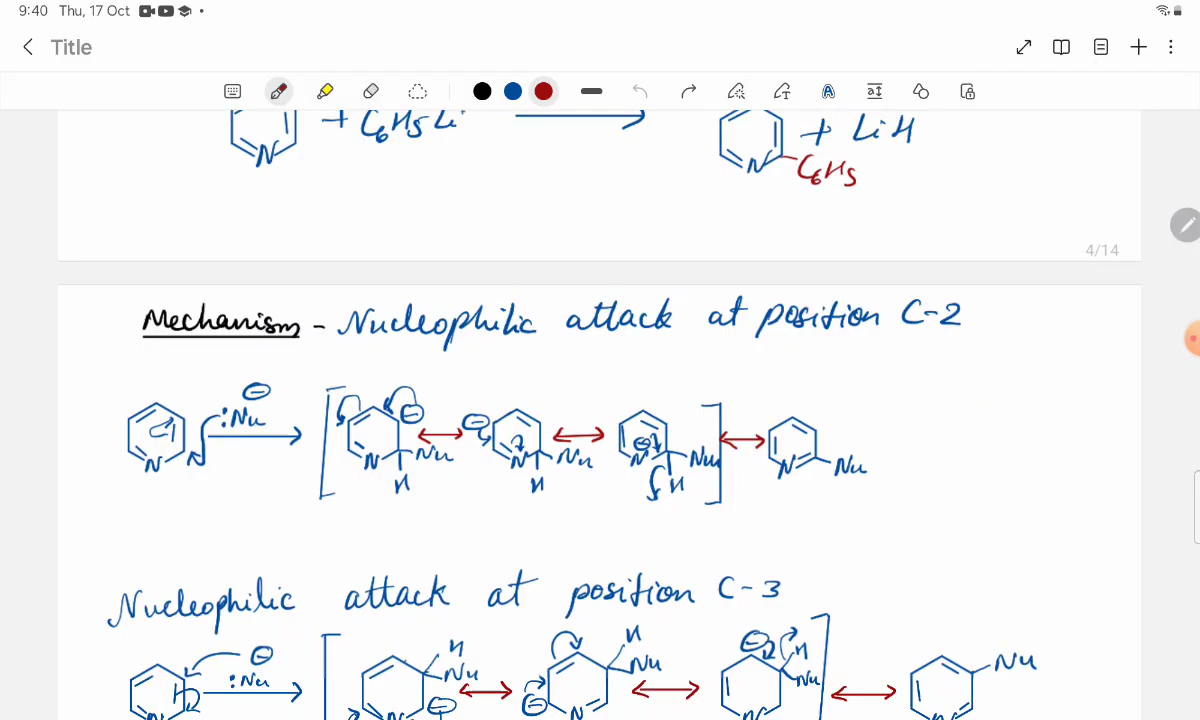 9:40 Thu, 17 Oct
Title
N + C6H5Li → N C6H5 + LiH
4/14
Mechanism - Nucleophilic attack at position C-2
⊖
:Nu
N N Nu H N Nu H N Nu H N Nu
Nucleophilic attack at position C-3
⊖ H H ⊖ H Nu
:Nu Nu Nu Nu
⊖ ⊖ N